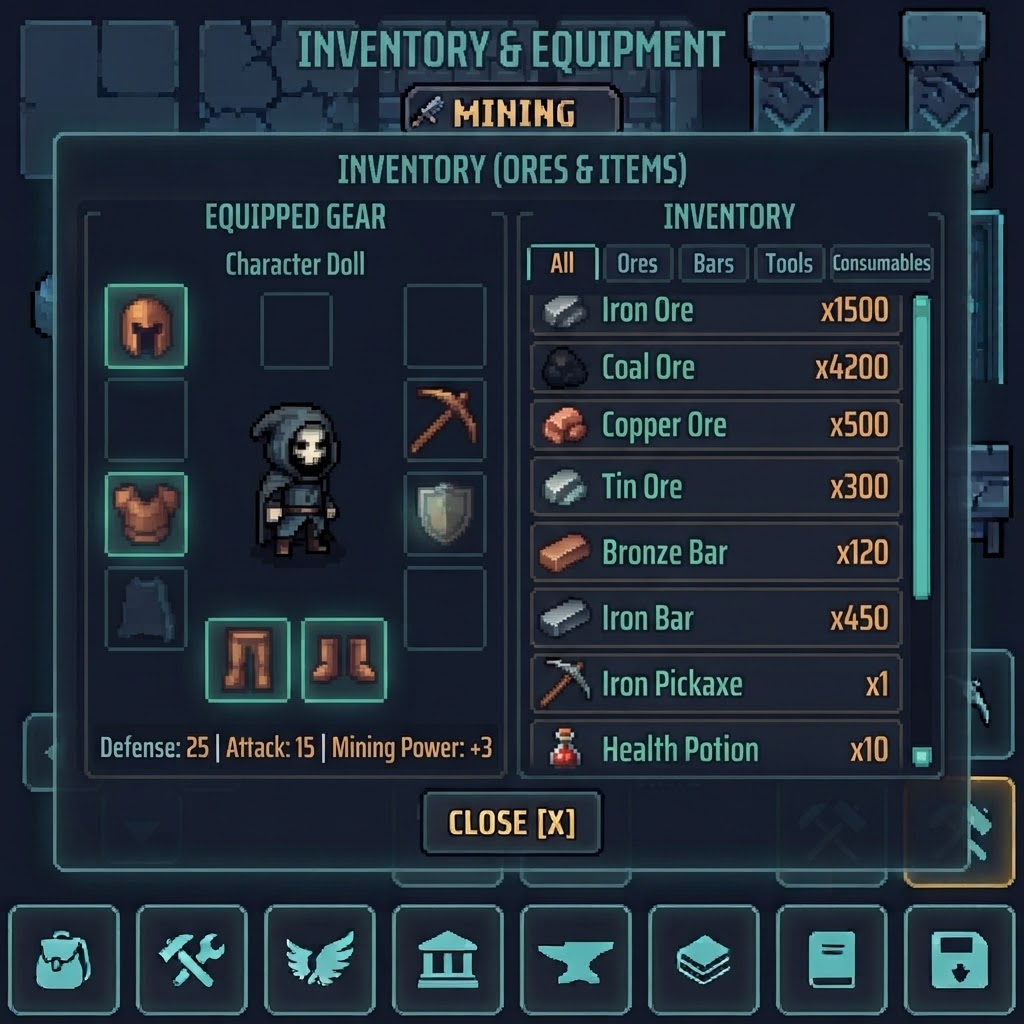 INVENTORY & EQUIPMENT
MINING
INVENTORY (ORES & ITEMS)
EQUIPPED GEAR
Character Doll
Defense: 25 | Attack: 15 | Mining Power: +3
INVENTORY
All Ores Bars Tools Consumables
Iron Ore x1500
Coal Ore x4200
Copper Ore x500
Tin Ore x300
Bronze Bar x120
Iron Bar x450
Iron Pickaxe x1
Health Potion x10
CLOSE [X]